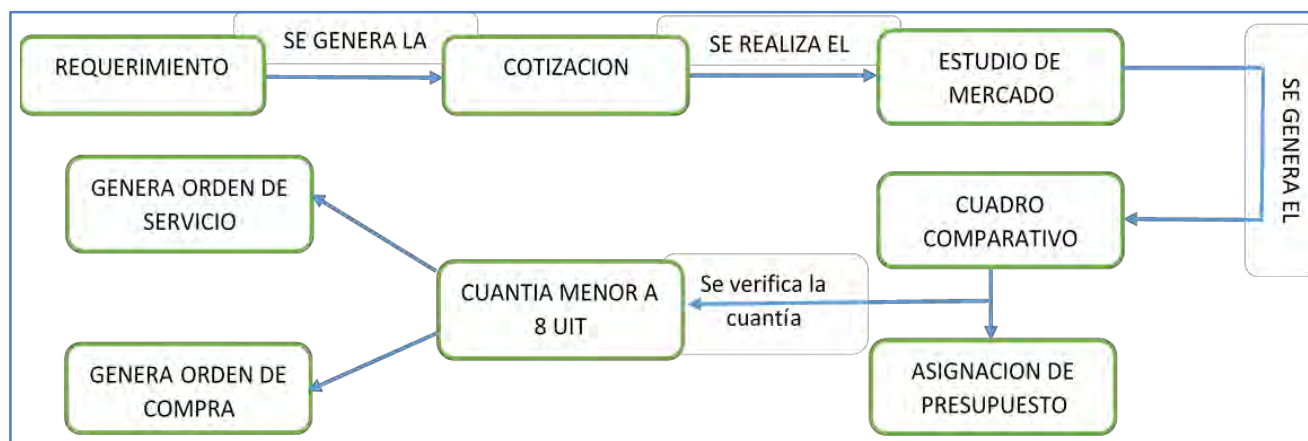 REQUERIMIENTO
SE GENERA LA
COTIZACION
SE REALIZA EL
ESTUDIO DE
MERCADO
SE GENERA EL
CUADRO
COMPARATIVO
ASIGNACION DE
PRESUPUESTO
Se verifica la
cuantía
CUANTIA MENOR A
8 UIT
GENERA ORDEN DE
SERVICIO
GENERA ORDEN DE
COMPRA